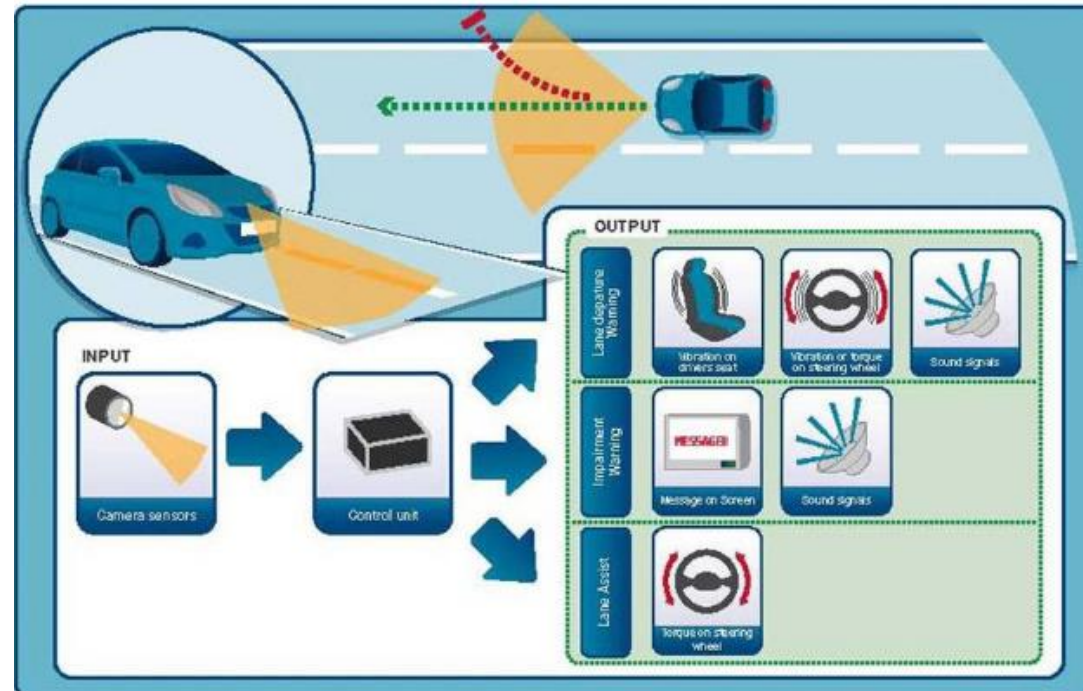 OUTPUT
Lane depature
Warning
Vibration on
drivers seat
Vibration or torque
on steering wheel
Sound signals
INPUT
Camera sensors
Control unit
Impairment
Warning
MESSAGE!!
Message on Screen
Sound signals
Lane Assist
Torque on steering
wheel